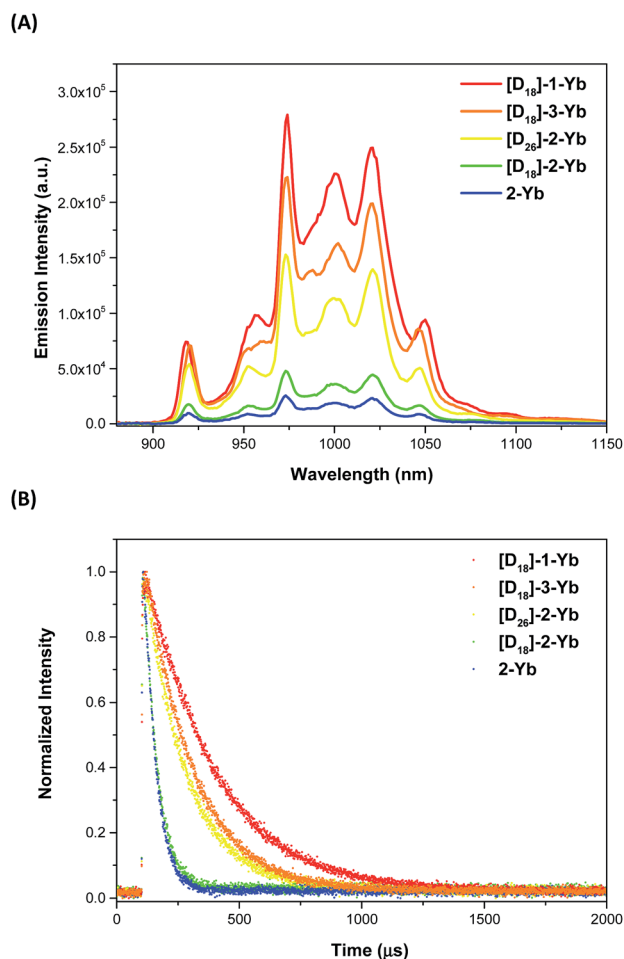 (A)
[D₁₈]-1-Yb
[D₁₈]-3-Yb
[D₂₆]-2-Yb
[D₁₈]-2-Yb
2-Yb
3.0x10⁵
2.5x10⁵
2.0x10⁵
1.5x10⁵
1.0x10⁵
5.0x10⁴
0.0
Emission Intensity (a.u.)
900 950 1000 1050 1100 1150
Wavelength (nm)
(B)
[D₁₈]-1-Yb
[D₁₈]-3-Yb
[D₂₆]-2-Yb
[D₁₈]-2-Yb
2-Yb
1.0
0.8
0.6
0.4
0.2
0.0
Normalized Intensity
0 500 1000 1500 2000
Time (μs)